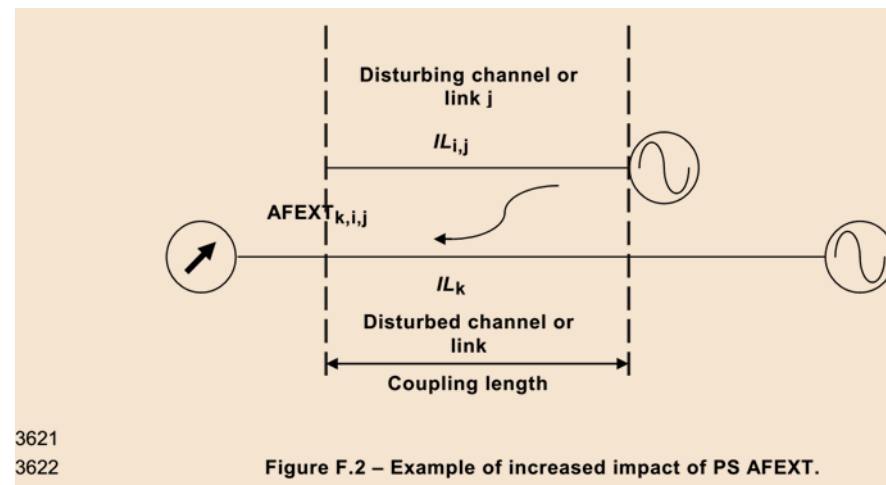 Disturbing channel or
link j
ILi,j
AFEXTk,i,j
ILk
Disturbed channel or
link
Coupling length
3621
3622 Figure F.2 – Example of increased impact of PS AFEXT.